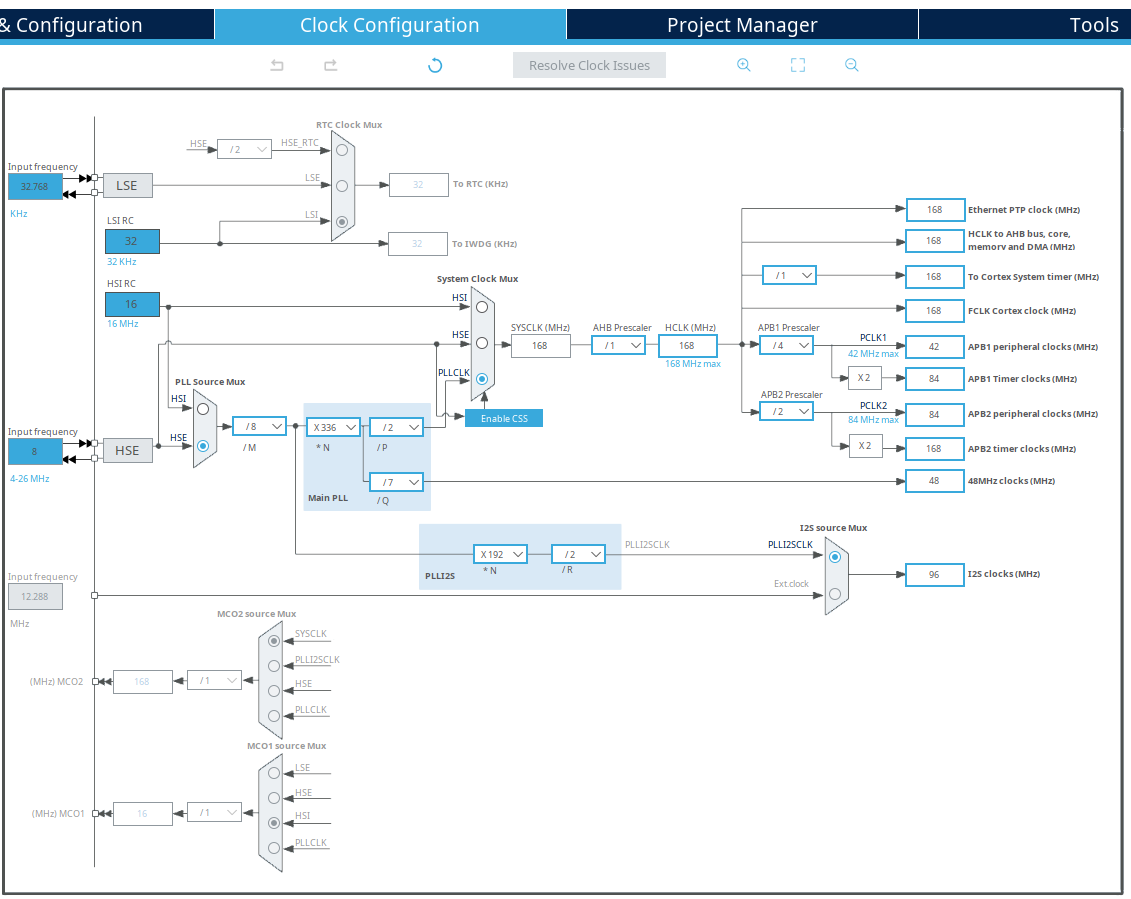 & Configuration
Clock Configuration
Project Manager
Tools
Resolve Clock Issues
RTC Clock Mux
HSE
/ 2
HSE_RTC
Input frequency
32.768
KHz
LSE
LSE
32
To RTC (KHz)
LSI RC
LSI
32
32 KHz
32
To IWDG (KHz)
HSI RC
16
16 MHz
System Clock Mux
HSI
HSE
PLLCLK
SYSCLK (MHz)
168
AHB Prescaler
/ 1
HCLK (MHz)
168
168 MHz max
Enable CSS
168
Ethernet PTP clock (MHz)
168
HCLK to AHB bus, core,
memory and DMA (MHz)
/ 1
168
To Cortex System timer (MHz)
168
FCLK Cortex clock (MHz)
APB1 Prescaler
/ 4
PCLK1
42 MHz max
42
APB1 peripheral clocks (MHz)
X 2
84
APB1 Timer clocks (MHz)
APB2 Prescaler
/ 2
PCLK2
84 MHz max
84
APB2 peripheral clocks (MHz)
X 2
168
APB2 timer clocks (MHz)
48
48MHz clocks (MHz)
PLL Source Mux
HSI
HSE
Input frequency
8
4-26 MHz
HSE
/ 8
/ M
X 336
* N
/ 2
/ P
/ 7
/ Q
Main PLL
X 192
* N
/ 2
/ R
PLLI2S
PLLI2SCLK
I2S source Mux
PLLI2SCLK
Ext.clock
96
I2S clocks (MHz)
Input frequency
12.288
MHz
MCO2 source Mux
SYSCLK
PLLI2SCLK
HSE
PLLCLK
(MHz) MCO2
168
/ 1
MCO1 source Mux
LSE
HSE
HSI
PLLCLK
(MHz) MCO1
16
/ 1